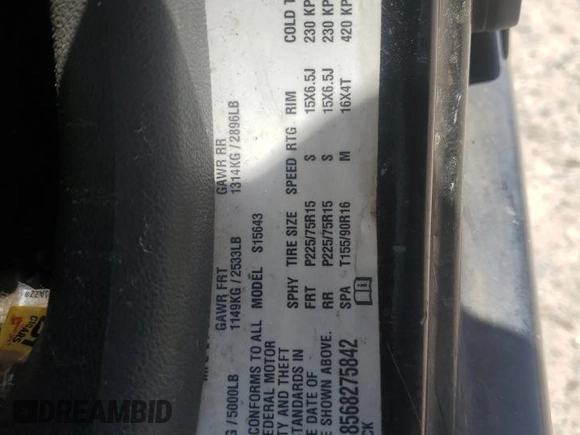 GAWR FRT GAWR RR
G / 5000LB 1149KG / 2533LB 1314KG / 2896LB
CONFORMS TO ALL MODEL S15643
FEDERAL MOTOR
TY AND THEFT SPHY TIRE SIZE SPEED RTG RIM COLD T
STANDARDS IN FRT P225/75R15 S 15X6.5J 230 KP
E DATE OF RR P225/75R15 S 15X6.5J 230 KP
E SHOWN ABOVE. SPA T155/90R16 M 16X4T 420 KP
8568275842
CK
DREAMBID